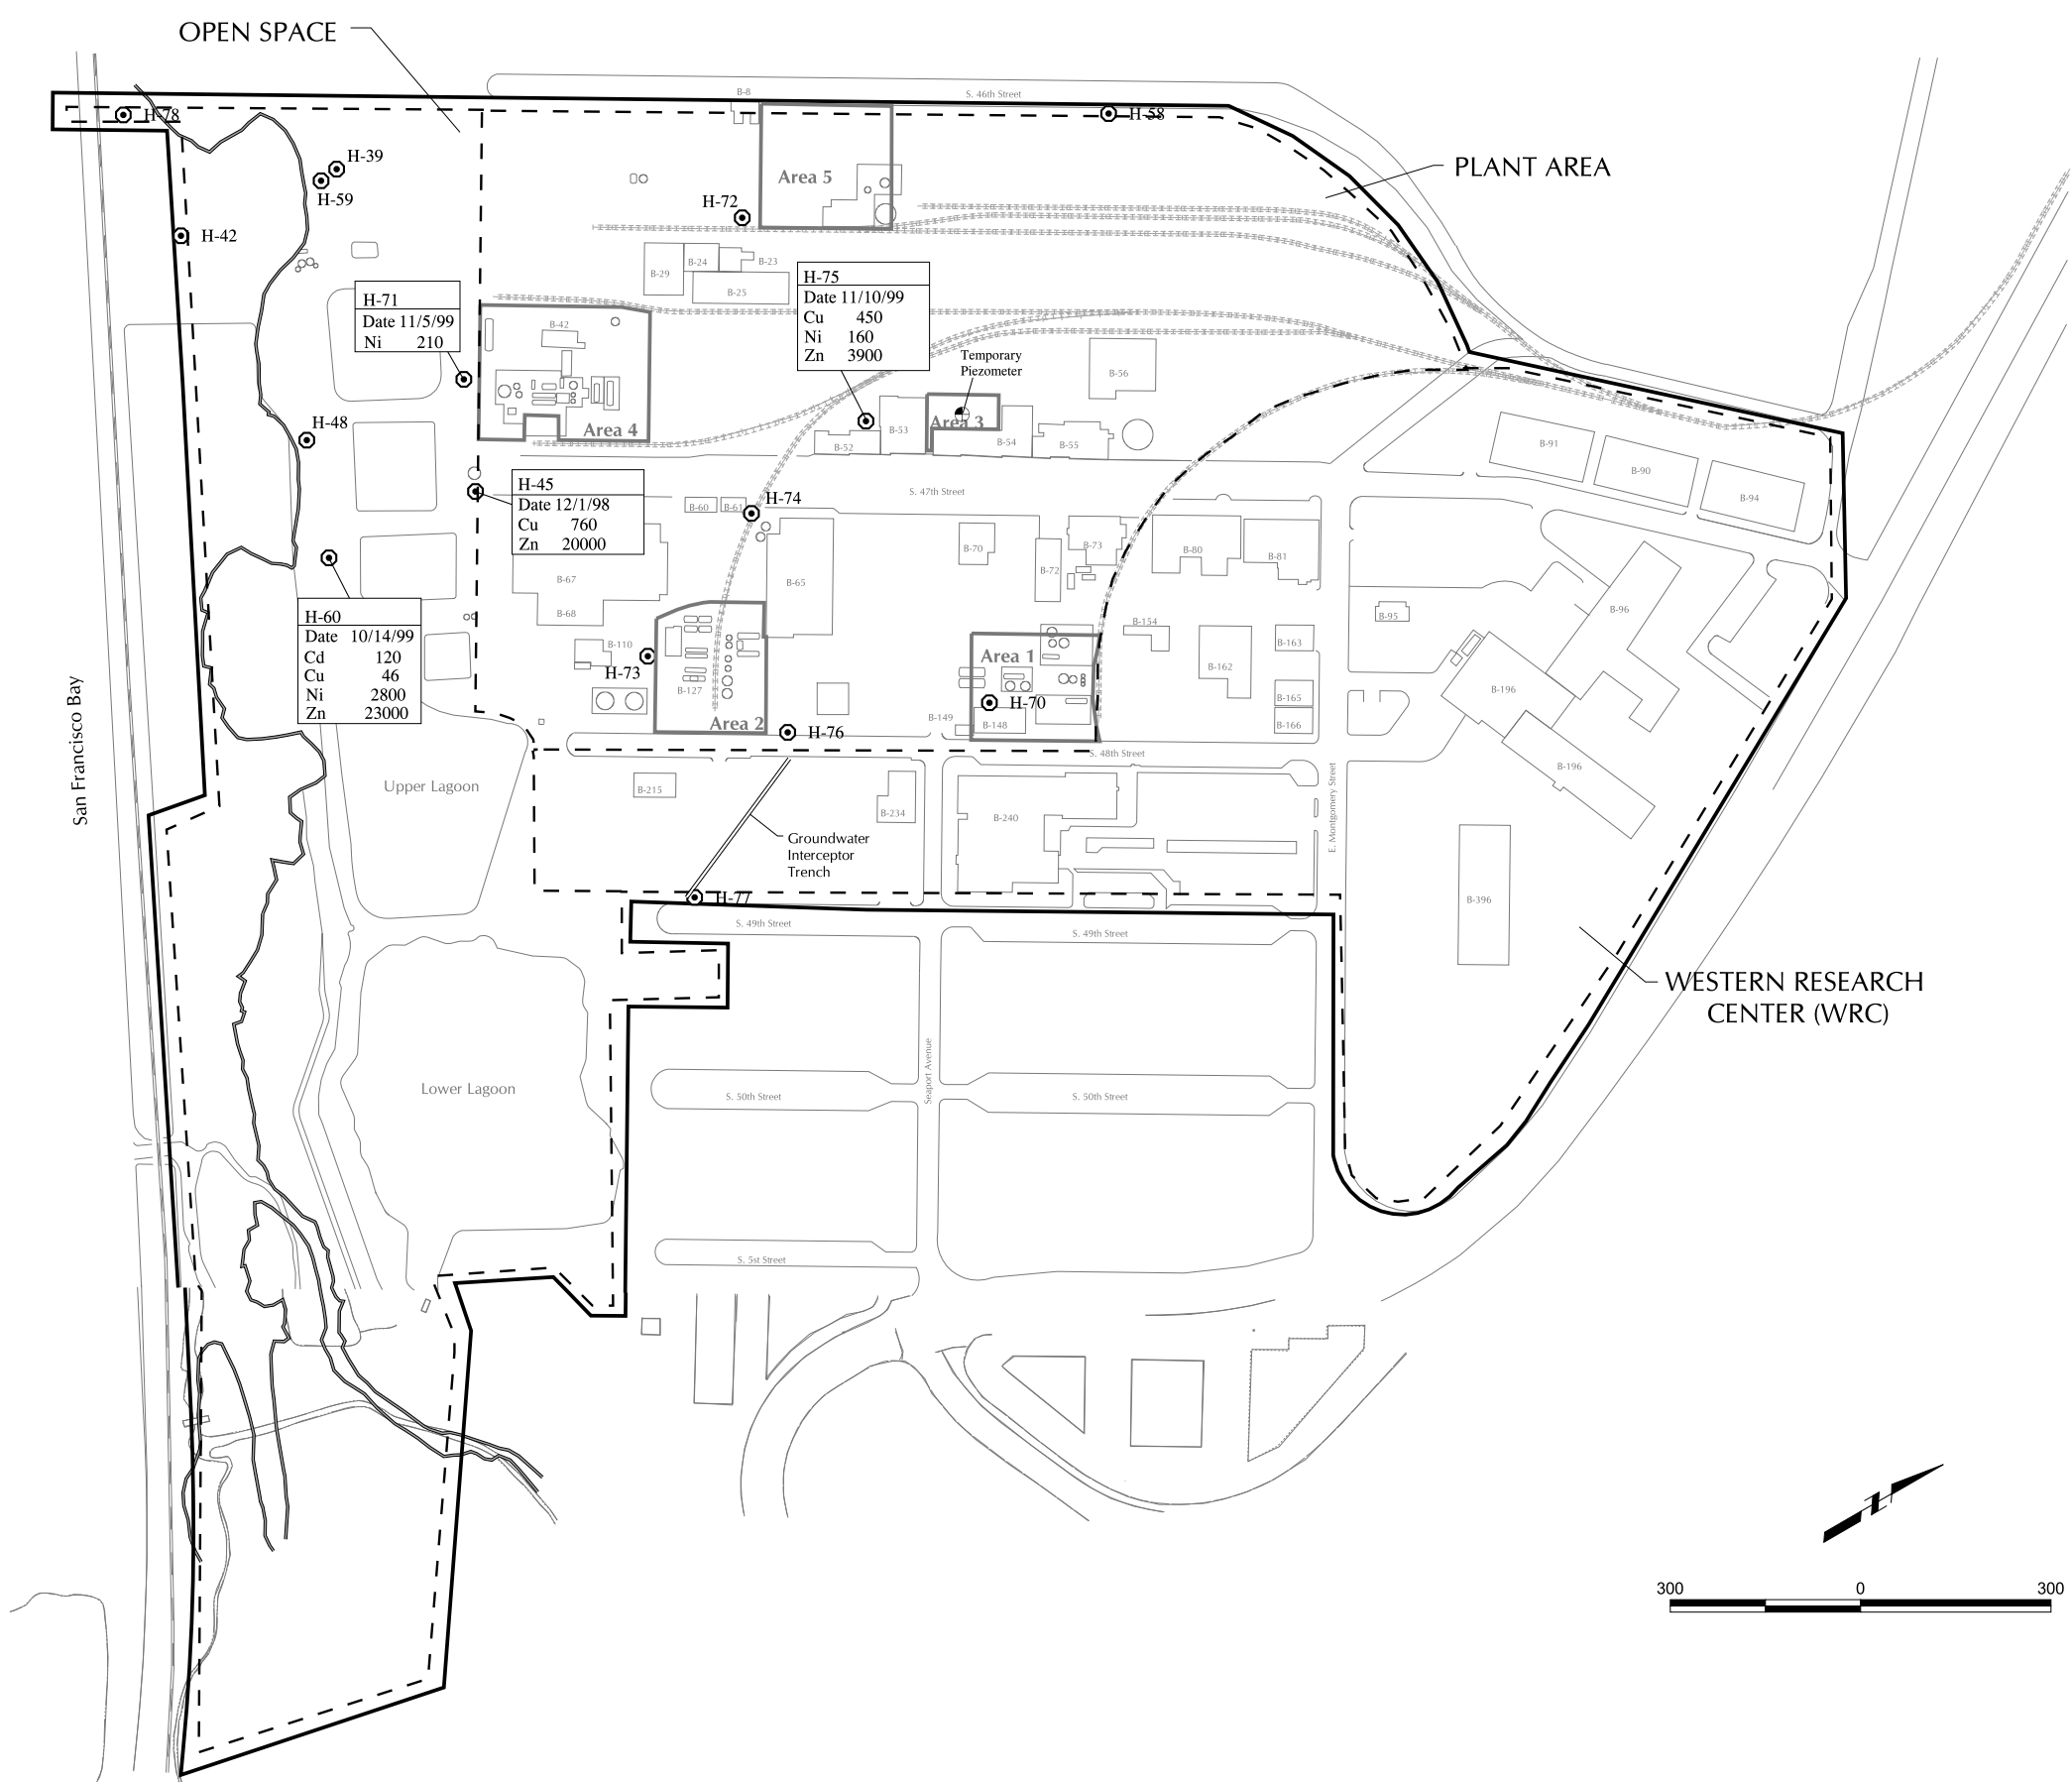 OPEN SPACE
B-8
S. 46th Street
H-78
H-58
H-39
H-59
PLANT AREA
Area 5
H-72
H-42
B-29
B-24
B-23
B-25
H-71
Date 11/5/99
Ni 210
H-75
Date 11/10/99
Cu 450
Ni 160
Zn 3900
B-42
Area 4
Temporary
Piezometer
Area 3
B-56
B-52
B-53
B-54
B-55
H-48
B-91
B-90
B-94
H-45
Date 12/1/98
Cu 760
Zn 20000
S. 47th Street
H-74
B-60
B-61
B-67
B-68
B-65
B-70
B-72
B-73
B-80
B-81
H-60
Date 10/14/99
Cd 120
Cu 46
Ni 2800
Zn 23000
B-110
H-73
B-127
Area 2
H-76
Area 1
H-70
B-149
B-148
B-154
B-162
B-163
B-165
B-166
B-95
B-96
B-196
B-196
San Francisco Bay
S. 48th Street
Upper Lagoon
B-215
B-234
B-240
E. Montgomery Street
Groundwater
Interceptor
Trench
H-77
B-396
S. 49th Street
S. 49th Street
WESTERN RESEARCH
CENTER (WRC)
Lower Lagoon
Seaport Avenue
S. 50th Street
S. 50th Street
S. 5st Street
300 0 300